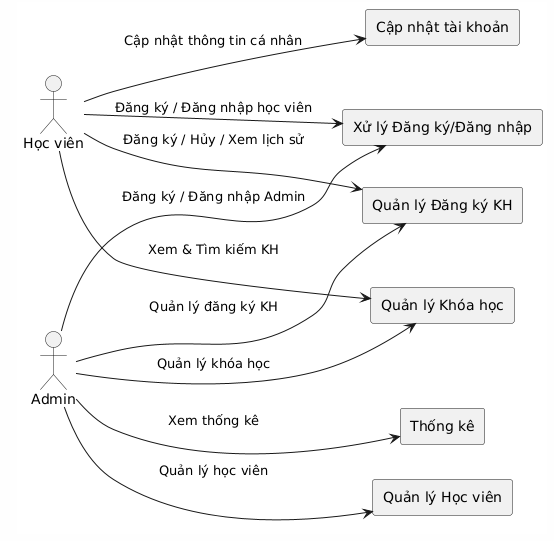 Cập nhật tài khoản
Cập nhật thông tin cá nhân
Đăng ký / Đăng nhập học viên
Xử lý Đăng ký/Đăng nhập
Học viên
Đăng ký / Hủy / Xem lịch sử
Đăng ký / Đăng nhập Admin
Quản lý Đăng ký KH
Xem & Tìm kiếm KH
Quản lý đăng ký KH
Quản lý Khóa học
Quản lý khóa học
Admin
Xem thống kê
Thống kê
Quản lý học viên
Quản lý Học viên